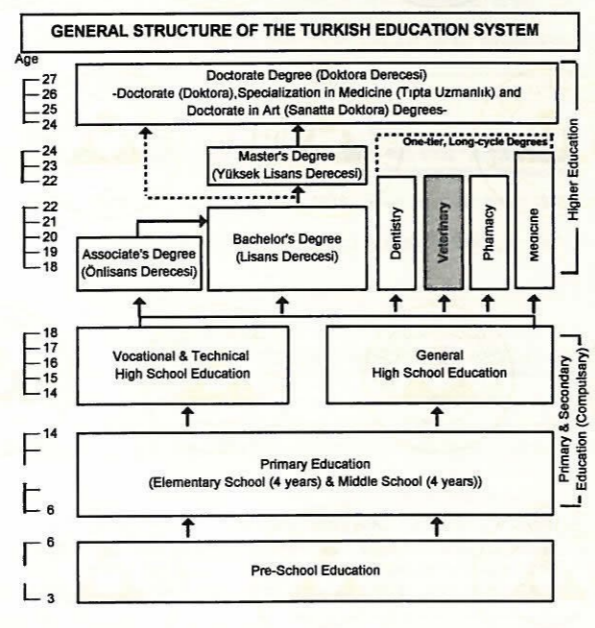 GENERAL STRUCTURE OF THE TURKISH EDUCATION SYSTEM
Age
27
26
25
24
Doctorate Degree (Doktora Derecesi)
-Doctorate (Doktora),Specialization in Medicine (Tıpta Uzmanlık) and
Doctorate in Art (Sanatta Doktora) Degrees-
24
23
22
Master's Degree
(Yüksek Lisans Derecesi)
One-tier, Long-cycle Degrees
22
21
20
19
18
Associate's Degree
(Önlisans Derecesi)
Bachelor's Degree
(Lisans Derecesi)
Dentistry
Veterinary
Phamacy
Medicine
Higher Education
18
17
16
15
14
Vocational & Technical
High School Education
General
High School Education
14
6
Primary Education
(Elementary School (4 years) & Middle School (4 years))
Primary & Secondary
Education (Compulsary)
6
3
Pre-School Education